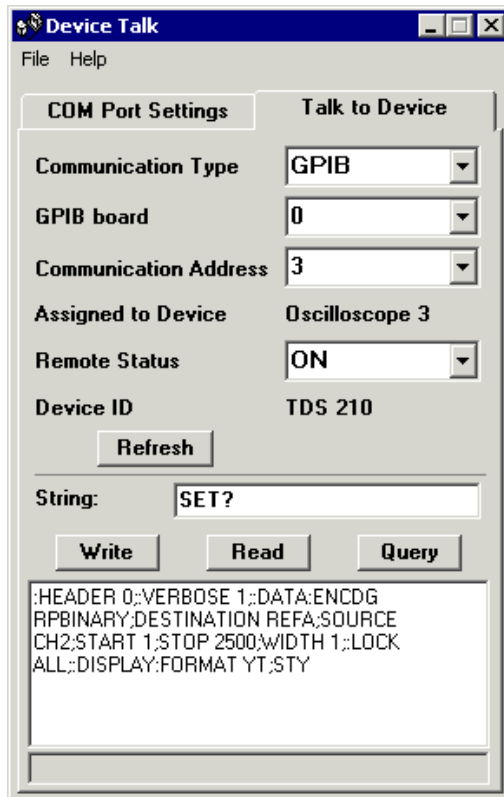 Device Talk
File Help
COM Port Settings Talk to Device
Communication Type GPIB
GPIB board 0
Communication Address 3
Assigned to Device Oscilloscope 3
Remote Status ON
Device ID TDS 210
Refresh
String: SET?
Write Read Query
:HEADER 0;:VERBOSE 1;:DATA:ENCDG
RPBINARY;DESTINATION REFA;SOURCE
CH2;START 1;STOP 2500;WIDTH 1;:LOCK
ALL;:DISPLAY:FORMAT YT;STY